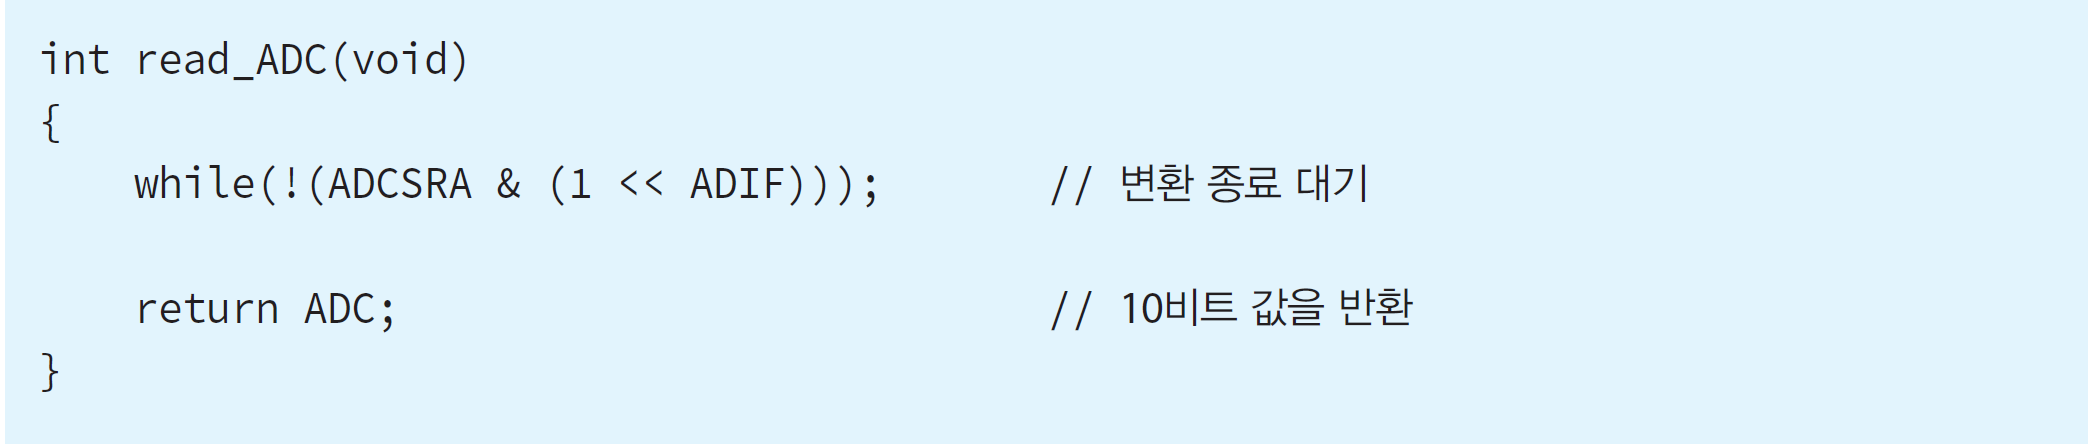 int read_ADC(void)
{
    while(!(ADCSRA & (1 << ADIF)));       // 변환 종료 대기
    return ADC;                           // 10비트 값을 반환
}